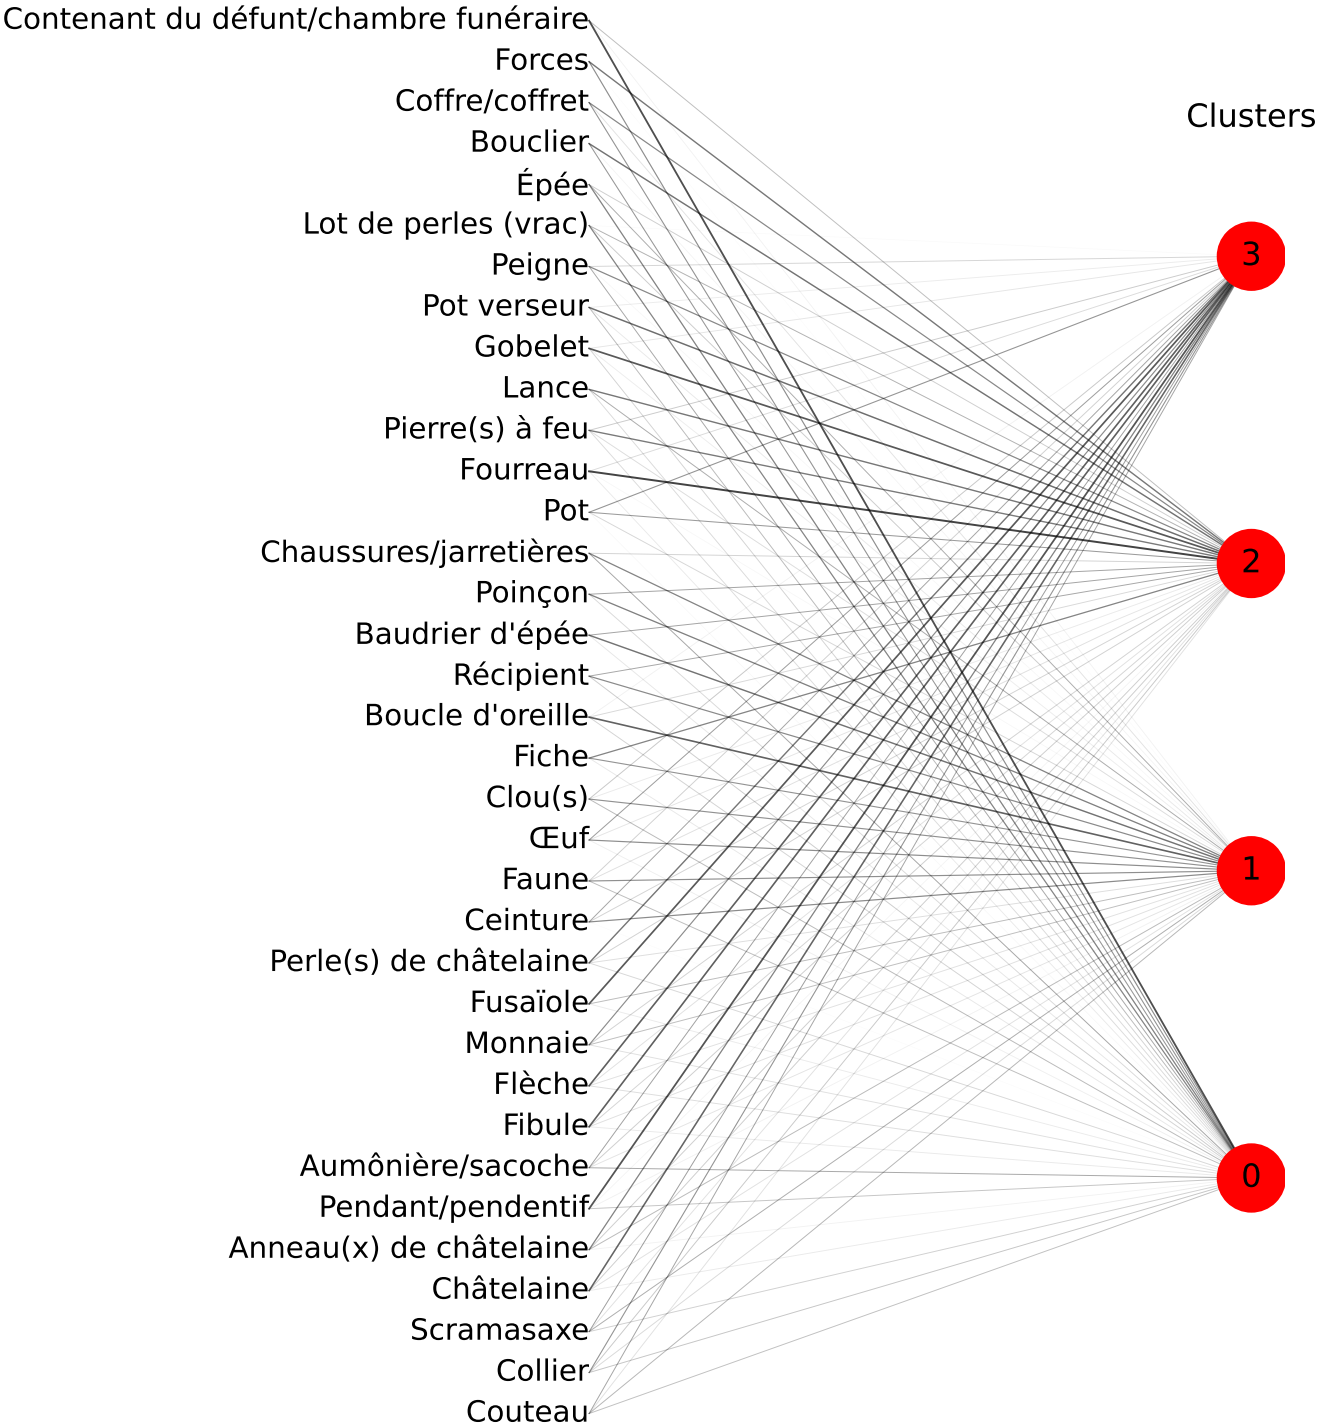 Contenant du défunt/chambre funéraire
Forces
Coffre/coffret
Clusters
Bouclier
Épée
Lot de perles (vrac)
3
Peigne
Pot verseur
Gobelet
Lance
Pierre(s) à feu
Fourreau
Pot
Chaussures/jarretières
2
Poinçon
Baudrier d'épée
Récipient
Boucle d'oreille
Fiche
Clou(s)
Œuf
Faune
1
Ceinture
Perle(s) de châtelaine
Fusaïole
Monnaie
Flèche
Fibule
Aumônière/sacoche
0
Pendant/pendentif
Anneau(x) de châtelaine
Châtelaine
Scramasaxe
Collier
Couteau